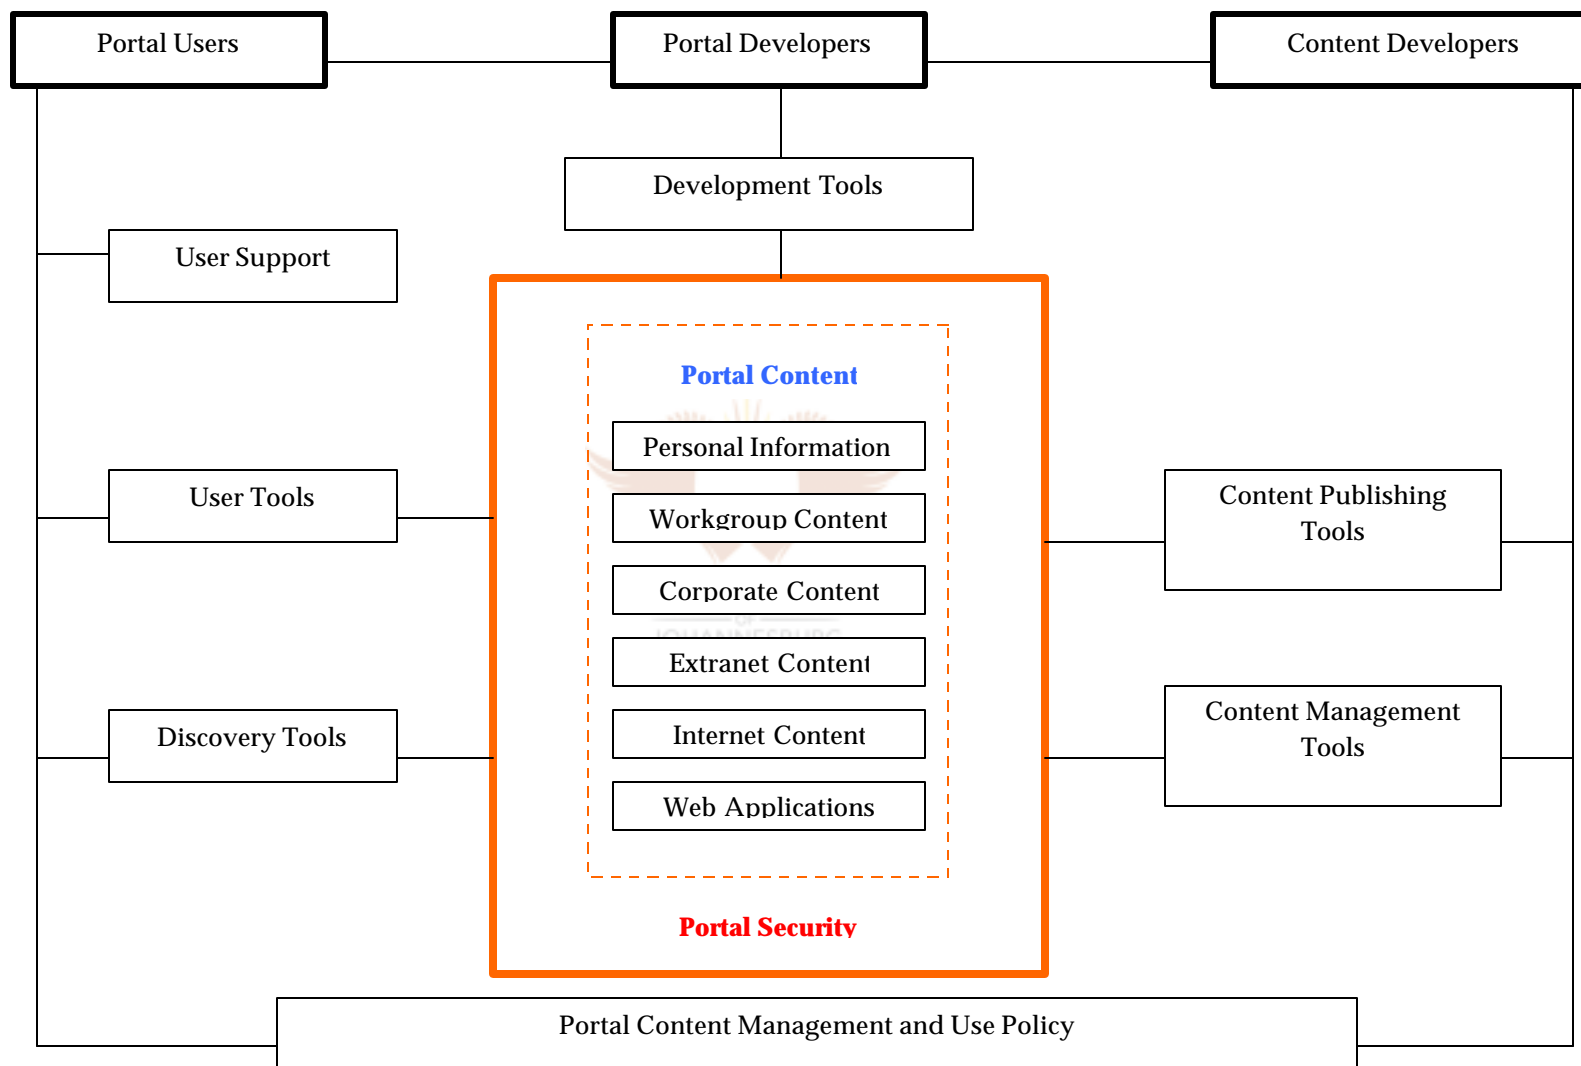 Portal Users
Portal Developers
Content Developers
Development Tools
User Support
Portal Content
Personal Information
User Tools
Content Publishing
Tools
Workgroup Content
Corporate Content
OF
JOHANNESBURG
Extranet Content
Discovery Tools
Internet Content
Content Management
Tools
Web Applications
Portal Security
Portal Content Management and Use Policy